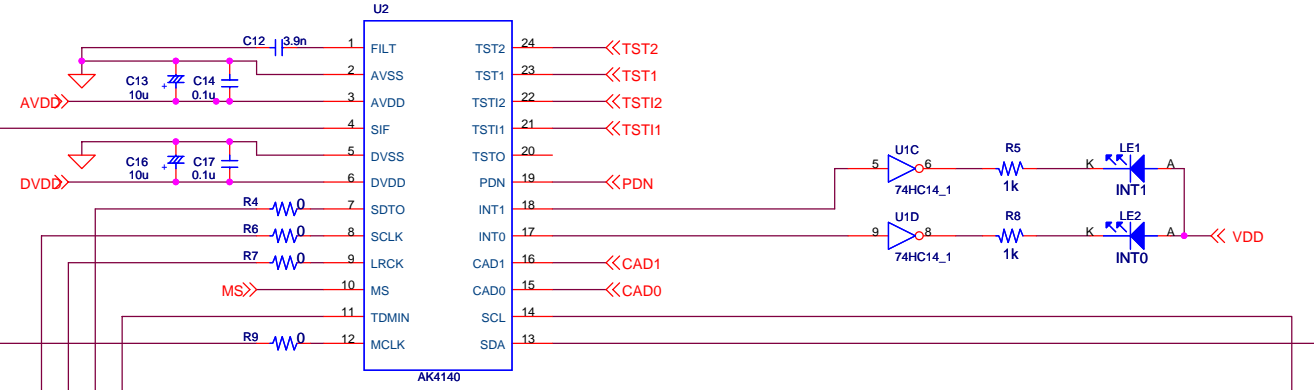 U2
C12 3.9n 1 FILT TST2 24 TST2
2 AVSS TST1 23 TST1
C13 C14
+
10u 0.1u
AVDD 3 AVDD TSTI2 22 TSTI2
4 SIF TSTI1 21 TSTI1
5 DVSS TSTO 20
C16 C17
+
10u 0.1u
DVDD 6 DVDD PDN 19 PDN
R4 0 7 SDTO INT1 18
R6 0 8 SCLK INT0 17
R7 0 9 LRCK CAD1 16 CAD1
MS 10 MS CAD0 15 CAD0
11 TDMIN SCL 14
R9 0 12 MCLK SDA 13
AK4140
U1C R5 LE1
5 6 K A
74HC14_1 1k INT1
U1D R8 LE2
9 8 K A VDD
74HC14_1 1k INT0